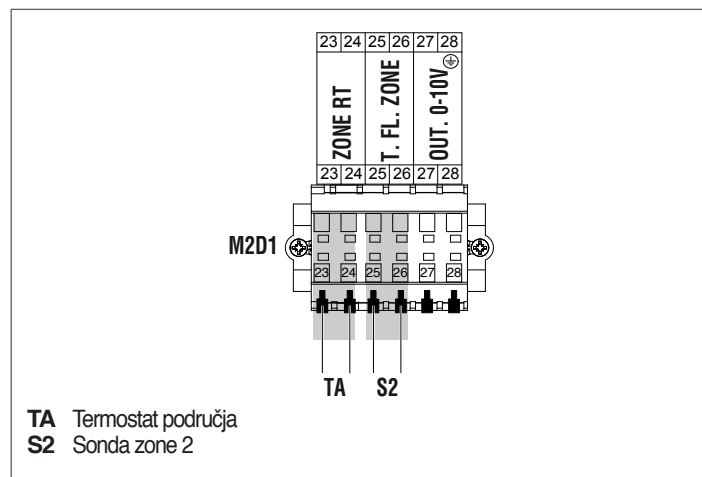 23 24 25 26 27 28
ZONE RT
T. FL. ZONE
OUT. 0-10V
23 24 25 26 27 28
M2D1
23 24 25 26 27 28
TA S2
TA Termostat područja
S2 Sonda zone 2